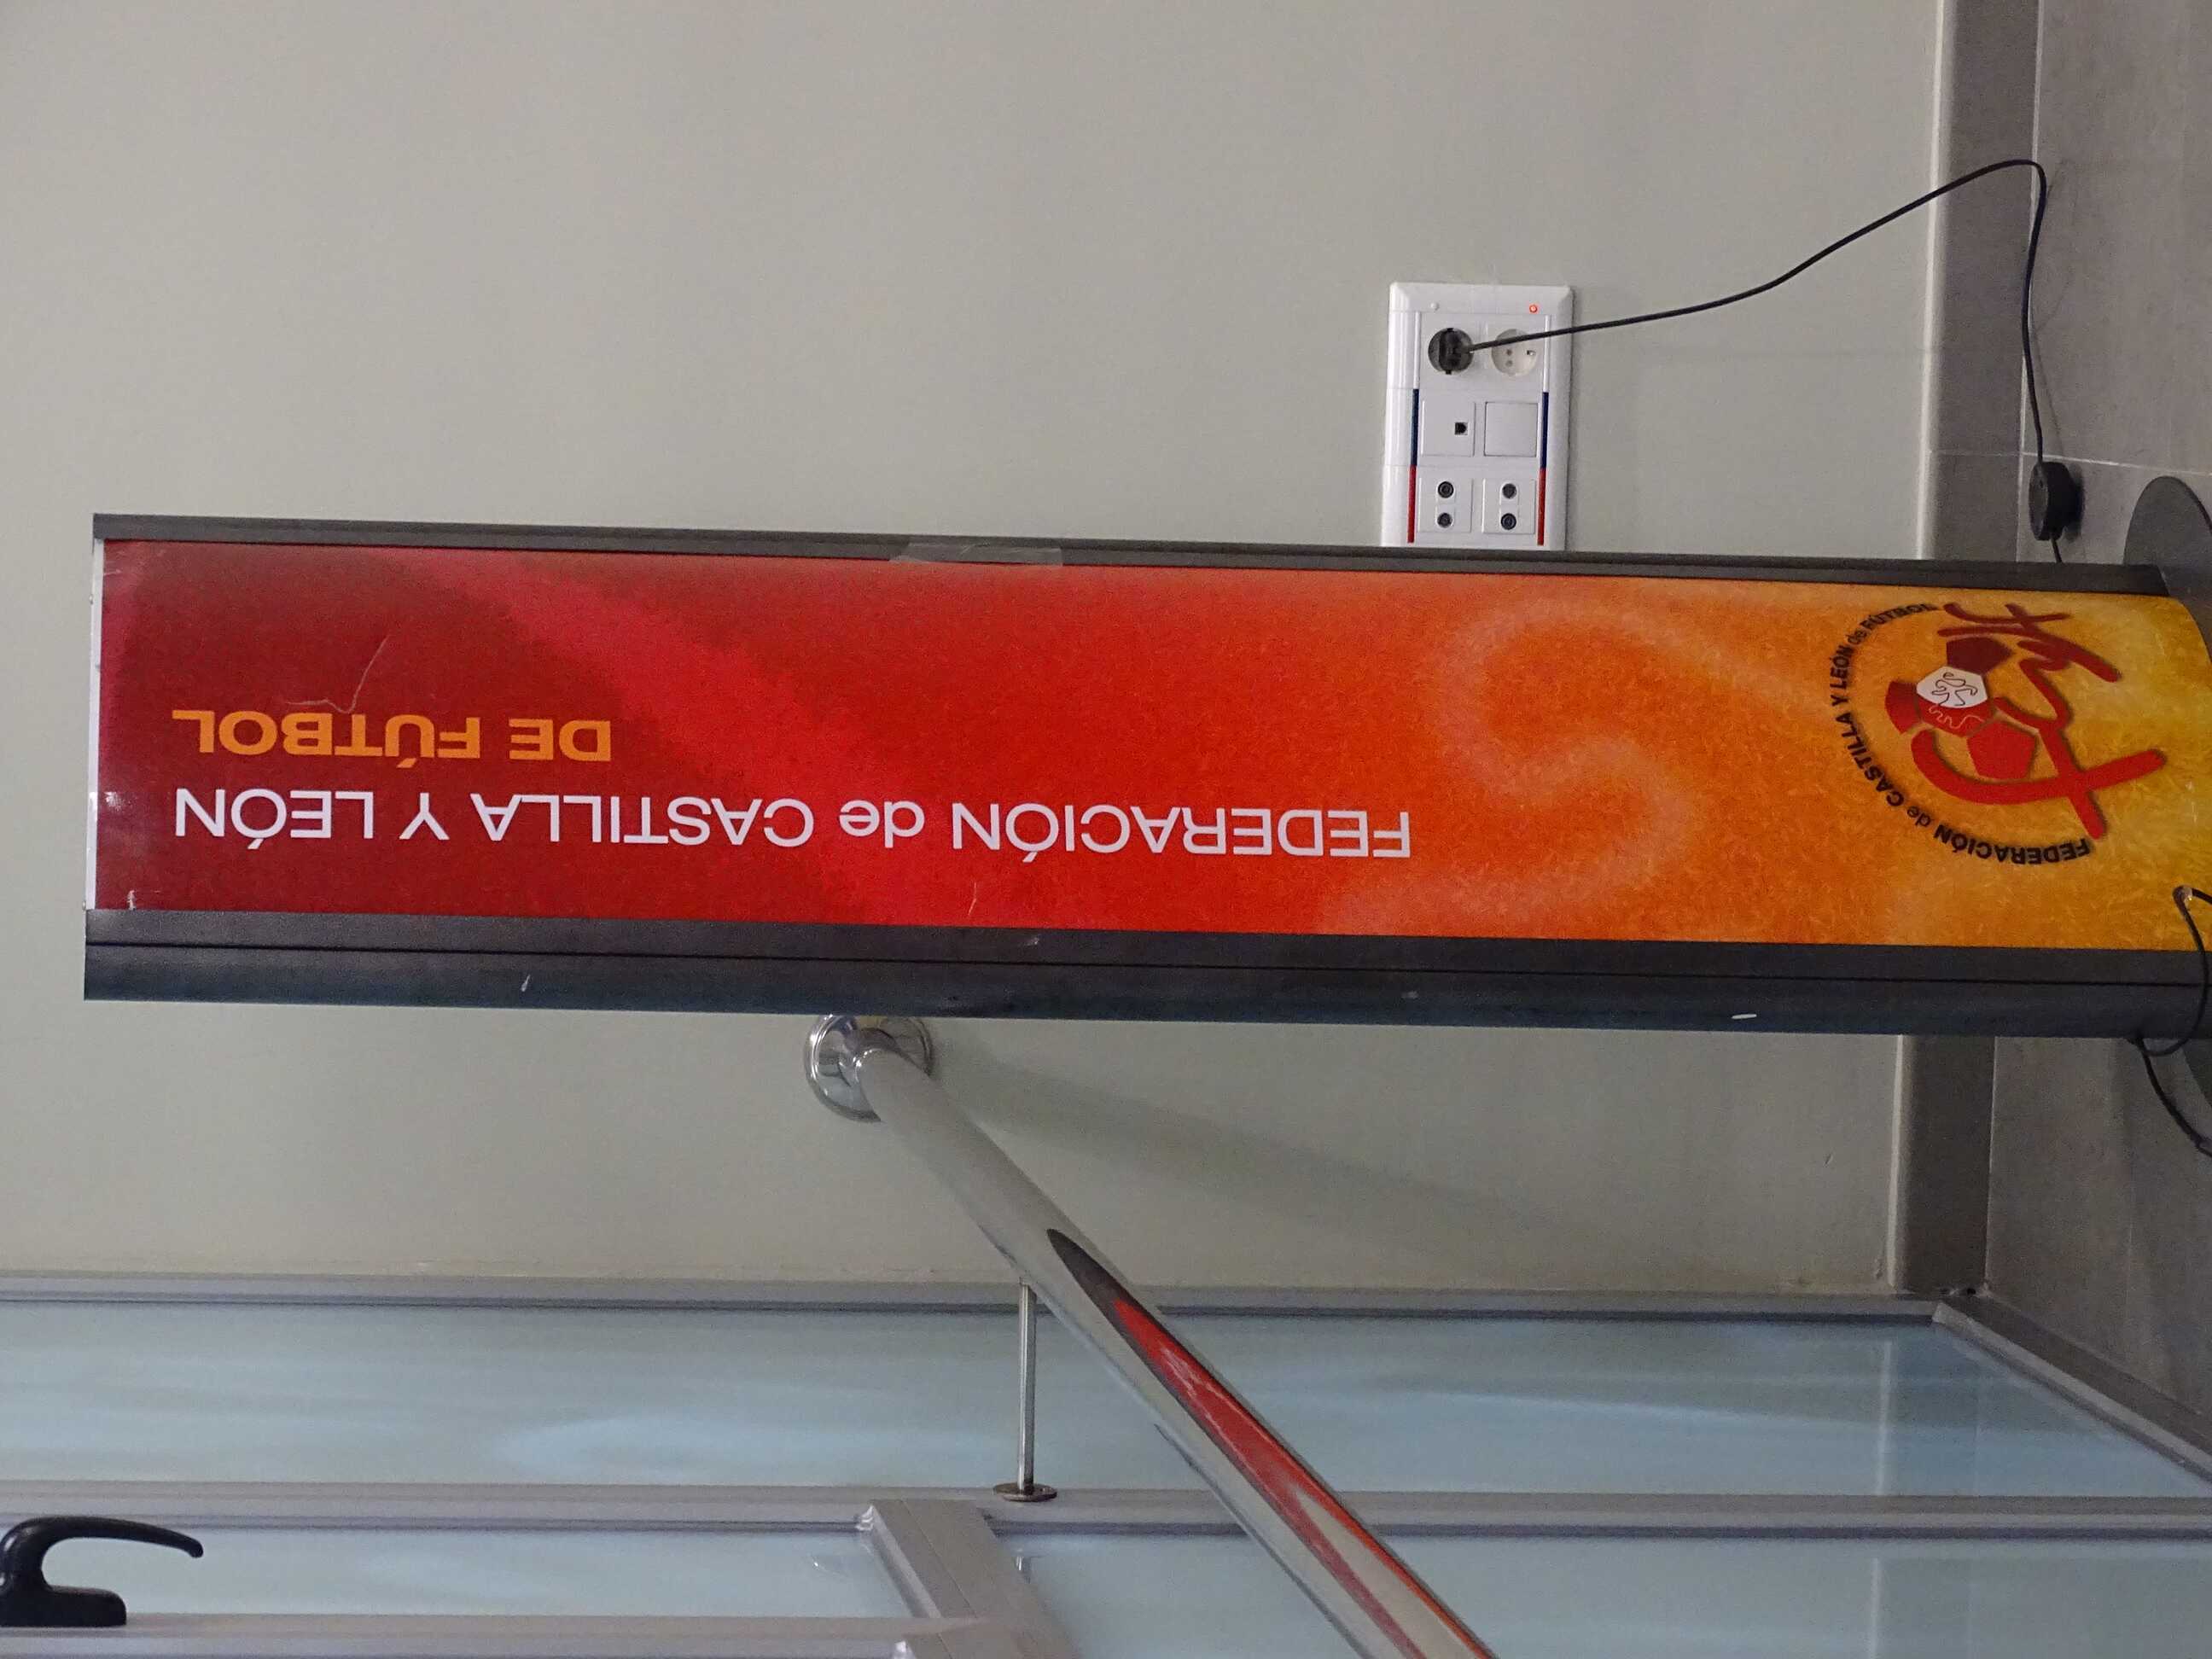 FEDERACIÓN de CASTILLA Y LEÓN
DE FÚTBOL
FEDERACIÓN de CASTILLA Y LEÓN de FÚTBOL